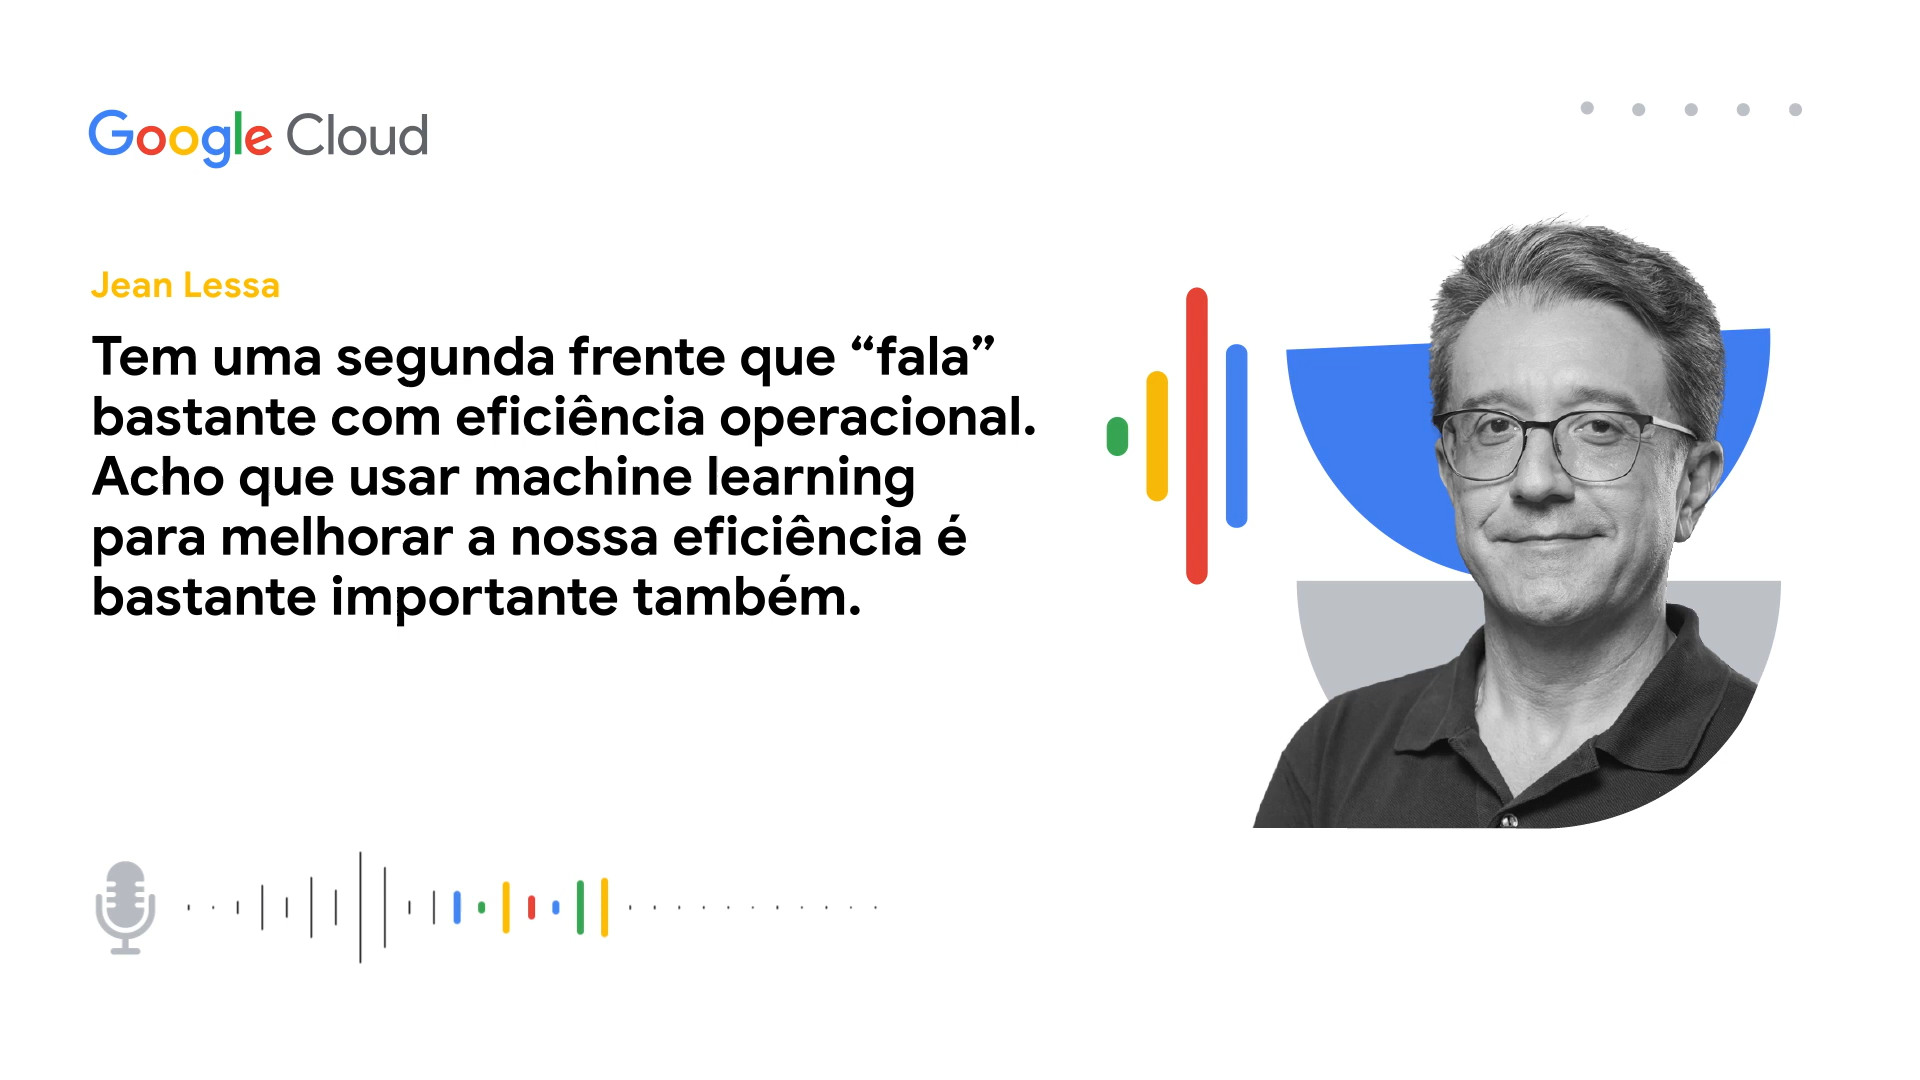 Google Cloud
Jean Lessa
Tem uma segunda frente que “fala”
bastante com eficiência operacional.
Acho que usar machine learning
para melhorar a nossa eficiência é
bastante importante também.